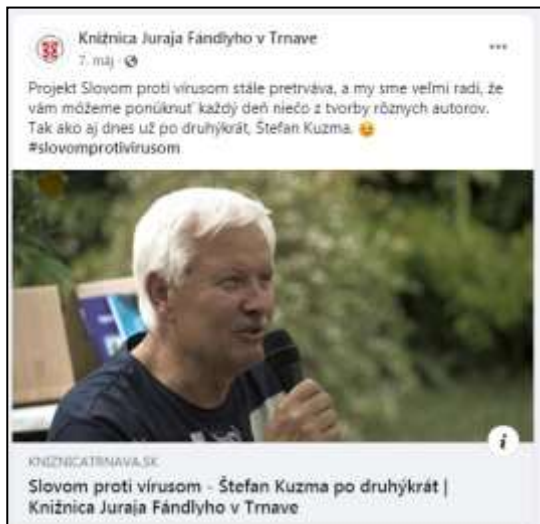 Knižnica Juraja Fándlyho v Trnave
7. máj ·
Projekt Slovom proti vírusom stále pretrváva, a my sme veľmi radi, že
vám môžeme ponúknuť každý deň niečo z tvorby rôznych autorov.
Tak ako aj dnes už po druhýkrát, Štefan Kuzma. 😊
#slovomprotivirusom
i
KNIZNICATRNAVA.SK
Slovom proti vírusom - Štefan Kuzma po druhýkrát |
Knižnica Juraja Fándlyho v Trnave